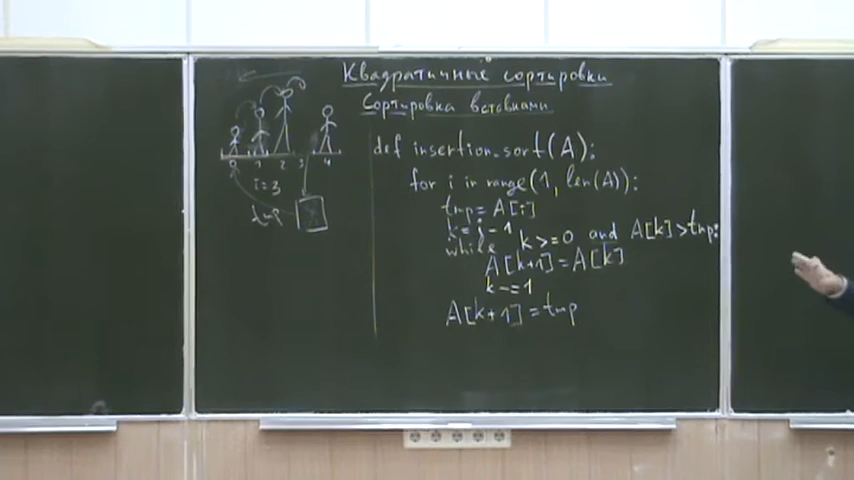 Квадратичные сортировки
Сортировка вставками
0 1 2 3 4
i=3
tmp
def insertion_sort(A):
for i in range(1, len(A)):
tmp = A[i]
k = i - 1
while k >= 0 and A[k] > tmp:
A[k+1] = A[k]
k -= 1
A[k+1] = tmp